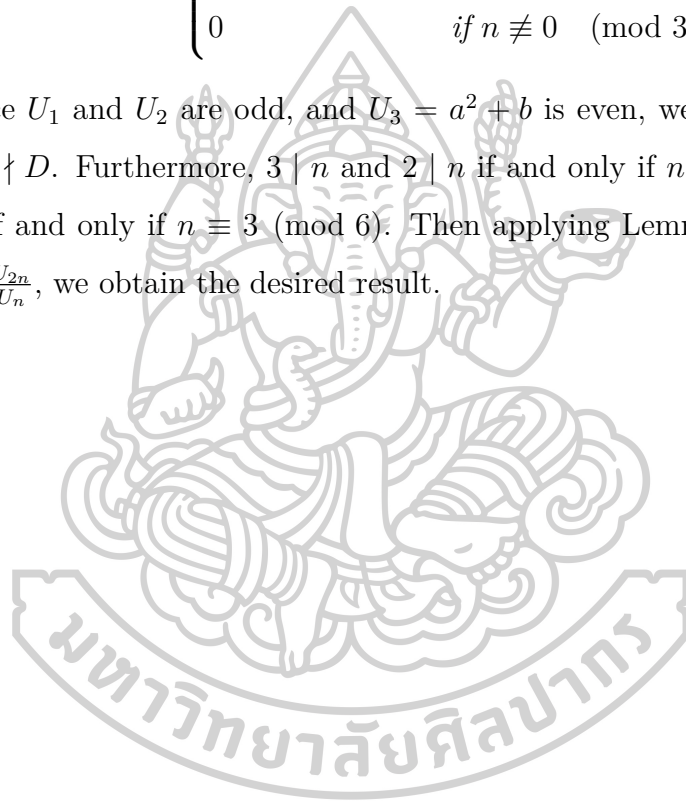 0 if n ≢ 0 (mod 3
U₁ and U₂ are odd, and U₃ = a² + b is even, we
∤ D. Furthermore, 3 | n and 2 | n if and only if n
and only if n ≡ 3 (mod 6). Then applying
U₂ₙ/Uₙ, we obtain the desired result.
มหาวิทยาลัยศิลปากร